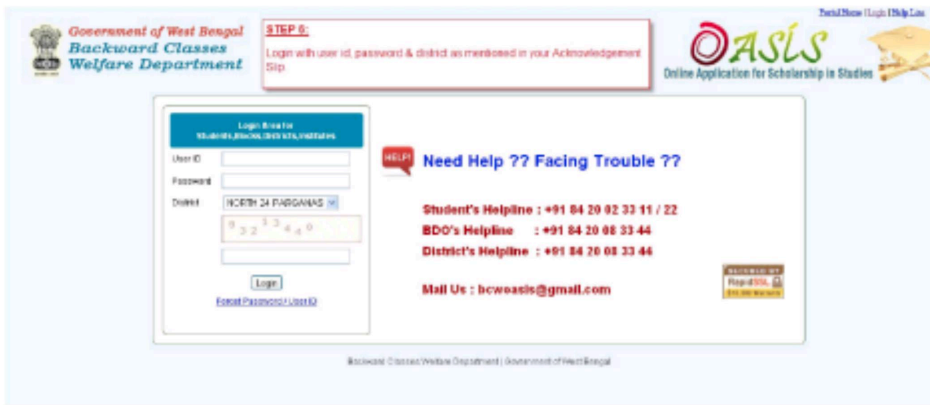 Portal Home | Login | Help Line
Government of West Bengal
Backward Classes
Welfare Department
STEP 6:
Login with user id, password & district as mentioned in your Acknowledgement
Slip.
OASIS
Online Application for Scholarship in Studies
Login Area for
Students,Blocks,Districts,Institutes
User ID
Password
District NORTH 24 PARGANAS
Login
Forgot Password / User ID
HELP!
Need Help ?? Facing Trouble ??
Student's Helpline : +91 84 20 02 33 11 / 22
BDO's Helpline : +91 84 20 08 33 44
District's Helpline : +91 84 20 08 33 44
Mail Us : bcwoasis@gmail.com
SECURED BY
RapidSSL
Backward Classes Welfare Department | Government of West Bengal